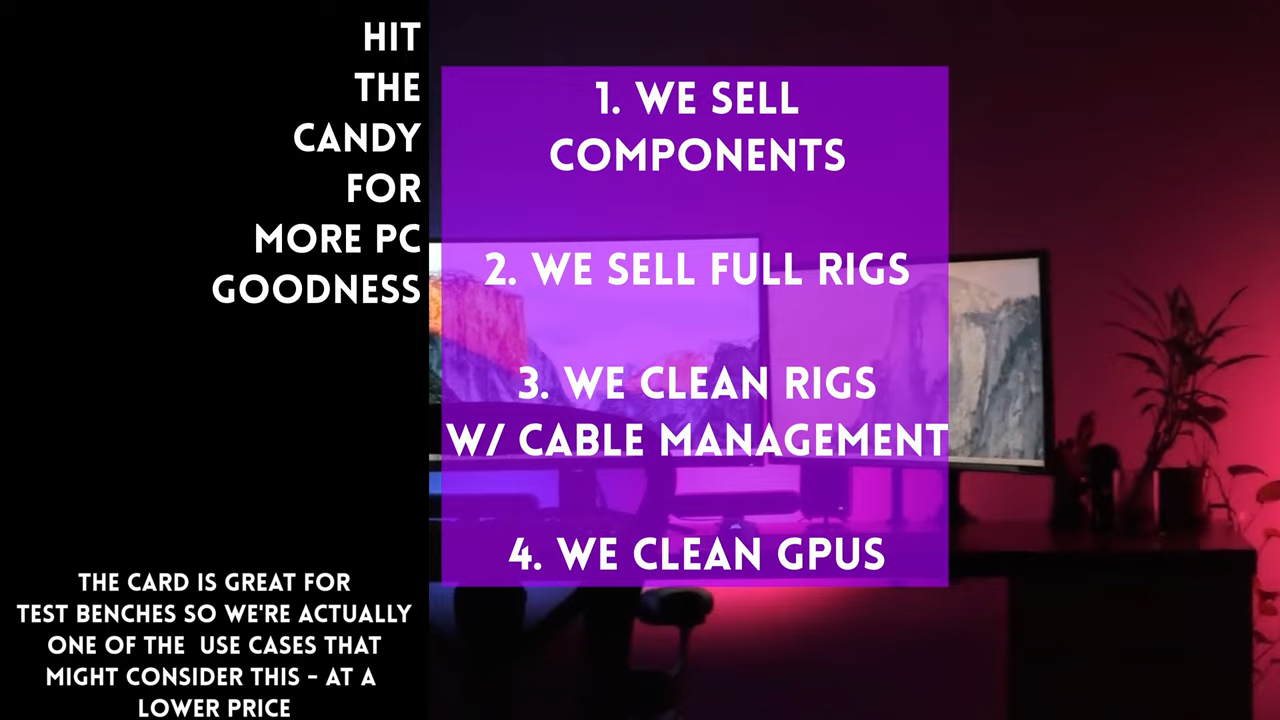 HIT
THE
CANDY
FOR
MORE PC
GOODNESS
1. WE SELL
COMPONENTS
2. WE SELL FULL RIGS
3. WE CLEAN RIGS
W/ CABLE MANAGEMENT
4. WE CLEAN GPUS
THE CARD IS GREAT FOR
TEST BENCHES SO WE'RE ACTUALLY
ONE OF THE  USE CASES THAT
MIGHT CONSIDER THIS - AT A
LOWER PRICE